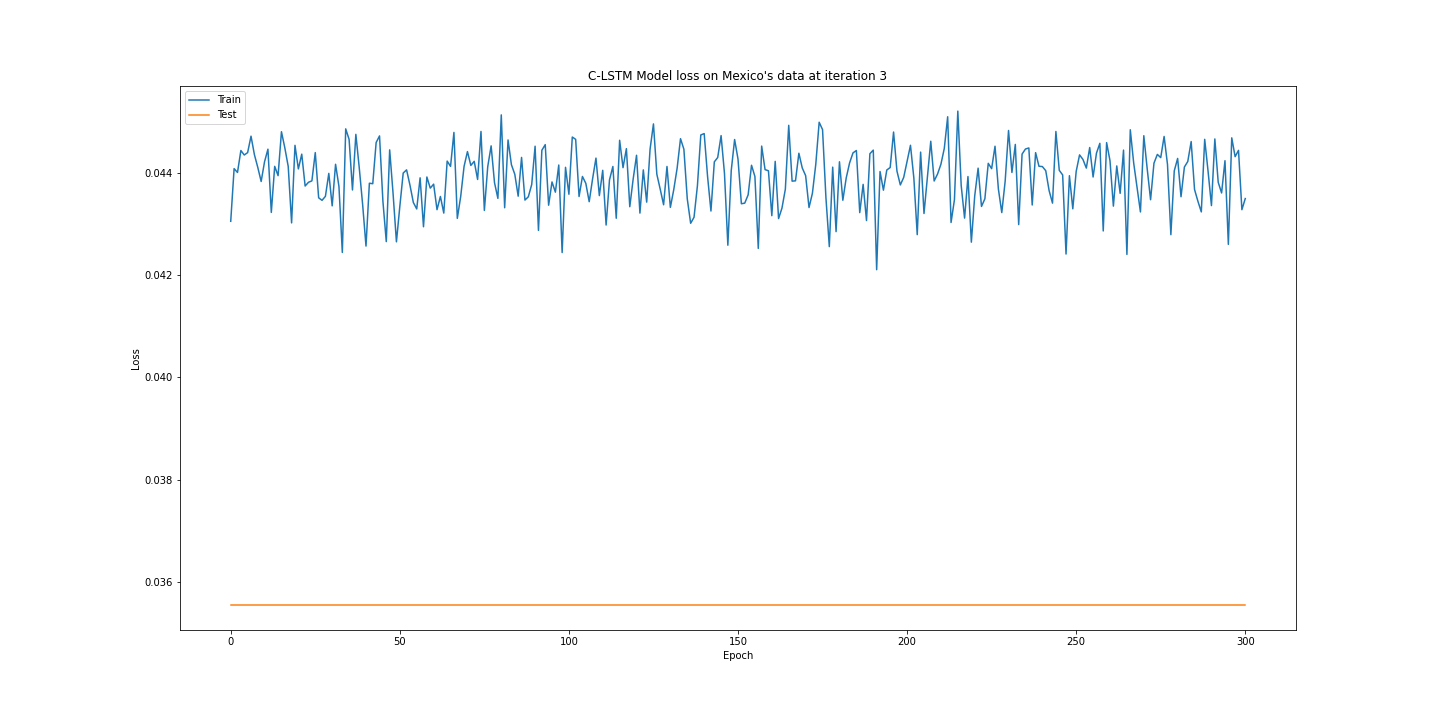 C-LSTM Model loss on Mexico's data at iteration 3
Train
Test
0.044
0.042
0.040
0.038
0.036
Loss
0 50 100 150 200 250 300
Epoch